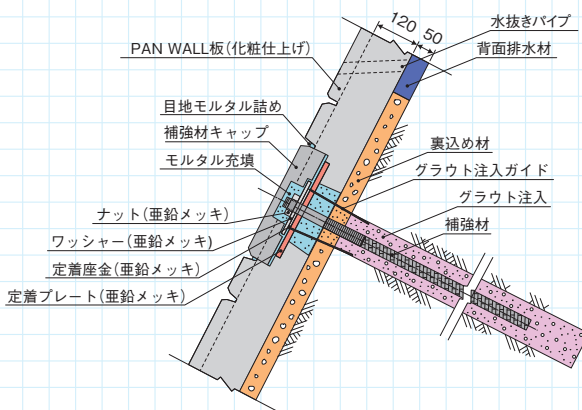 120 50
水抜きパイプ
PAN WALL板(化粧仕上げ)
背面排水材
目地モルタル詰め
補強材キャップ
モルタル充填
裏込め材
グラウト注入ガイド
グラウト注入
補強材
ナット(亜鉛メッキ)
ワッシャー(亜鉛メッキ)
定着座金(亜鉛メッキ)
定着プレート(亜鉛メッキ)